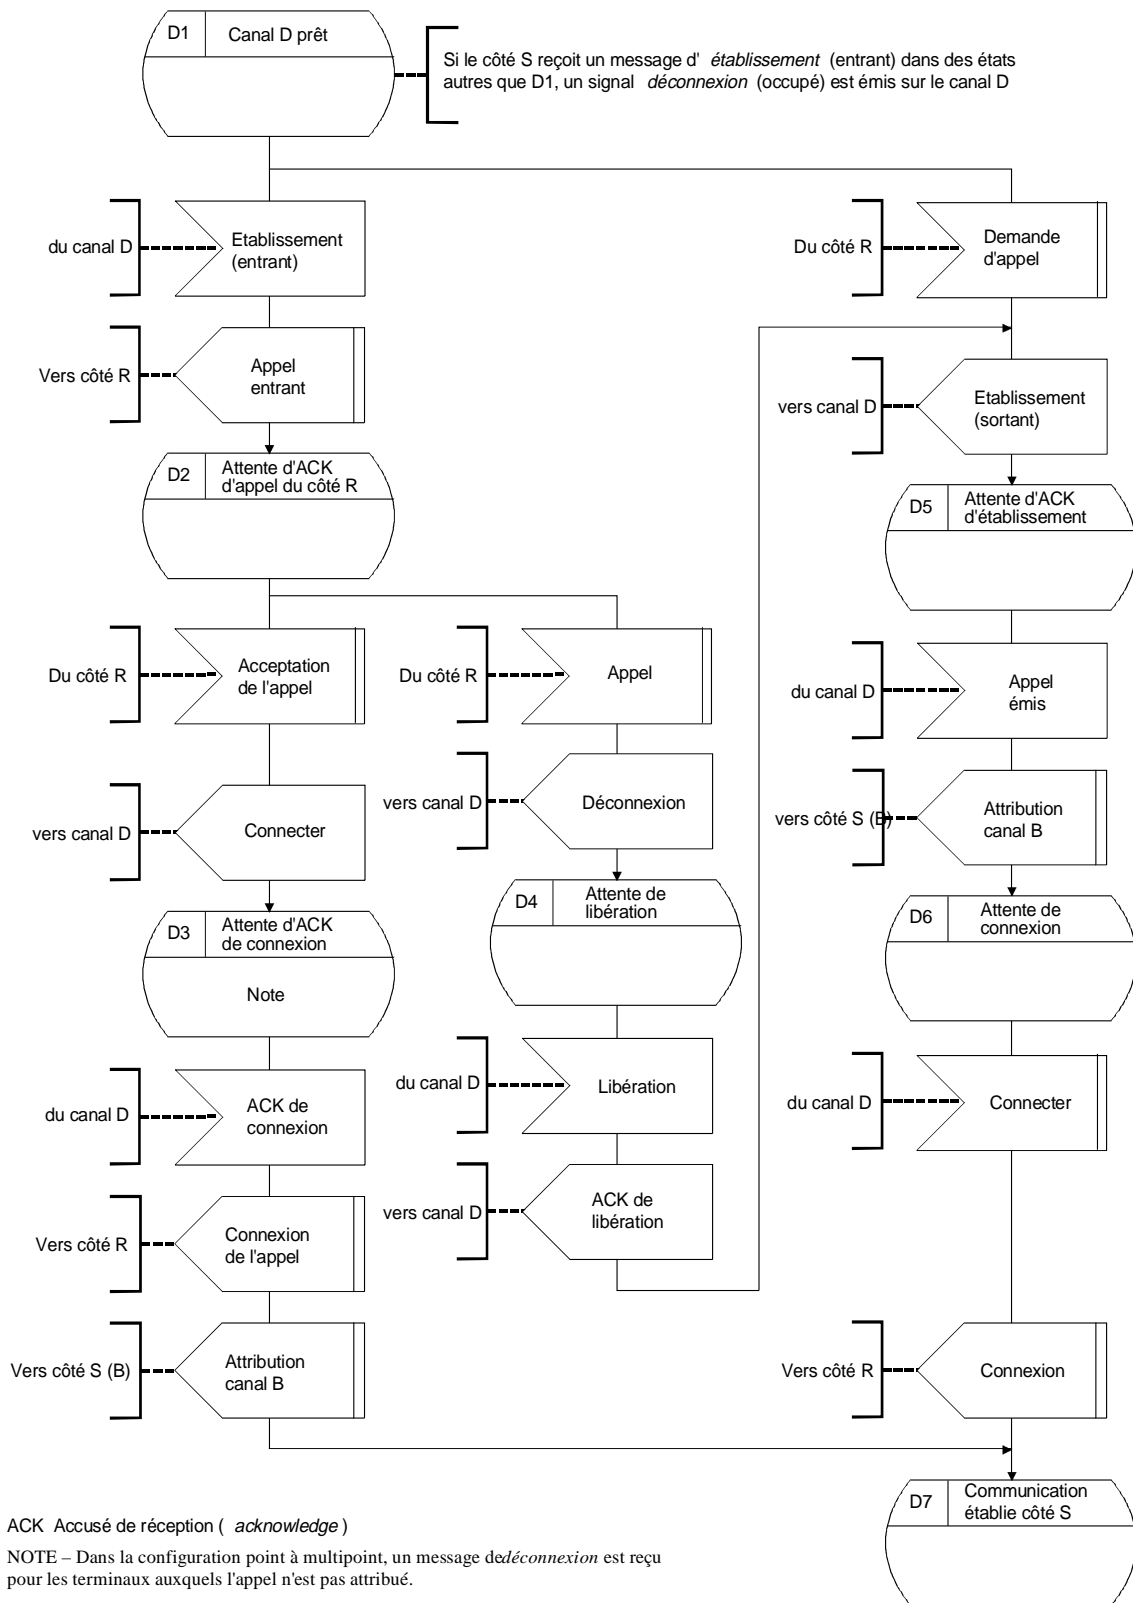 D1 Canal D prêt
Si le côté S reçoit un message d' établissement (entrant) dans des états
autres que D1, un signal déconnexion (occupé) est émis sur le canal D
du canal D
Etablissement
(entrant)
Du côté R
Demande
d'appel
Vers côté R
Appel
entrant
vers canal D
Etablissement
(sortant)
D2 Attente d'ACK
d'appel du côté R
D5 Attente d'ACK
d'établissement
Du côté R
Acceptation
de l'appel
Du côté R
Appel
du canal D
Appel
émis
vers canal D
Connecter
vers canal D
Déconnexion
vers côté S (B)
Attribution
canal B
D3 Attente d'ACK
de connexion
Note
D4 Attente de
libération
D6 Attente de
connexion
du canal D
ACK de
connexion
du canal D
Libération
du canal D
Connecter
Vers côté R
Connexion
de l'appel
vers canal D
ACK de
libération
Vers côté S (B)
Attribution
canal B
Vers côté R
Connexion
D7 Communication
établie côté S
ACK Accusé de réception ( acknowledge )
NOTE – Dans la configuration point à multipoint, un message de déconnexion est reçu
pour les terminaux auxquels l'appel n'est pas attribué.